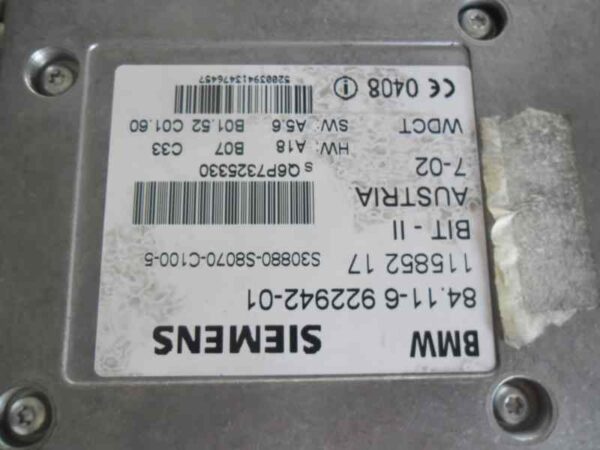 BMW SIEMENS
84.11-6 922942-01
115852 17 S30880-S8070-C100-5
BIT - II
AUSTRIA
7-02 s Q6P7325330
HW: A18 B07 C33
WDCT SW: A5.6 B01.52 C01.60
CE 0408
520039413476457